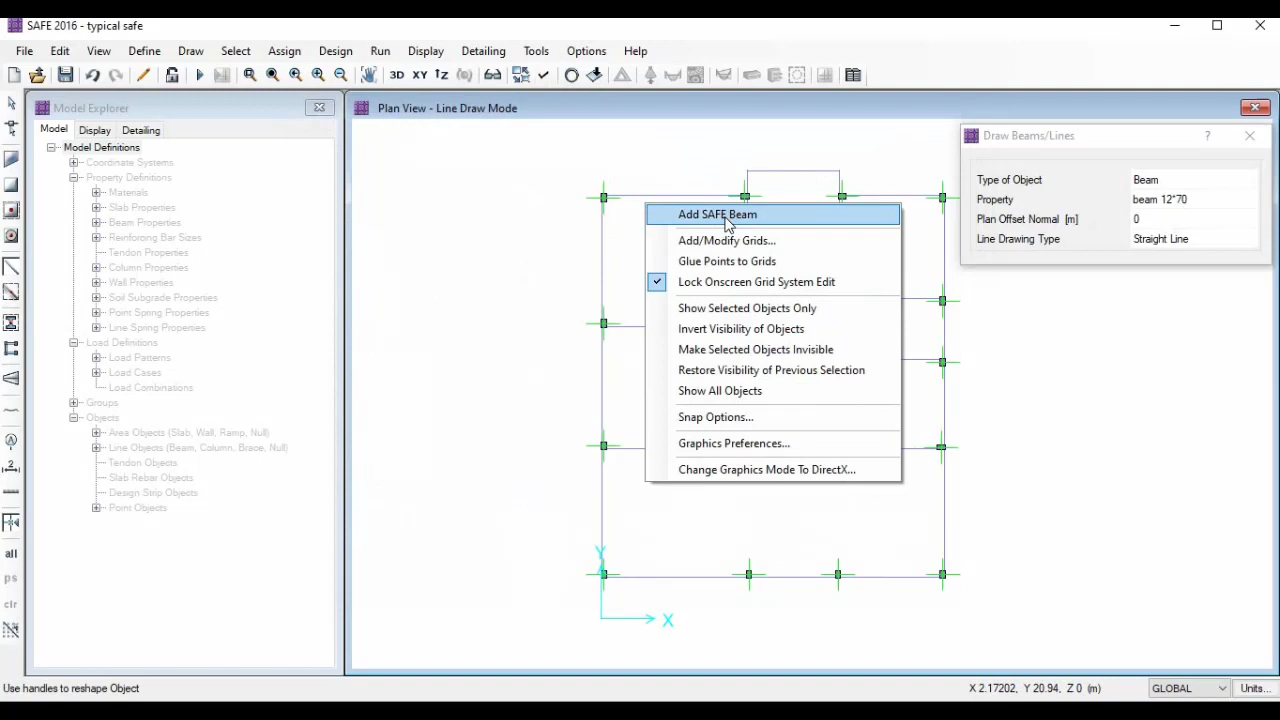 SAFE 2016 - typical safe
File Edit View Define Draw Select Assign Design Run Display Detailing Tools Options Help
3D XY
Model Explorer
Model Display Detailing
Model Definitions
Coordinate Systems
Property Definitions
Materials
Slab Properties
Beam Properties
Reinforcing Bar Sizes
Tendon Properties
Column Properties
Wall Properties
Soil Subgrade Properties
Point Spring Properties
Line Spring Properties
Load Definitions
Load Patterns
Load Cases
Load Combinations
Groups
Objects
Area Objects (Slab, Wall, Ramp, Null)
Line Objects (Beam, Column, Brace, Null)
Tendon Objects
Slab Rebar Objects
Design Strip Objects
Point Objects
all
ps
clr
Plan View - Line Draw Mode
Add SAFE Beam
Add/Modify Grids...
Glue Points to Grids
Lock Onscreen Grid System Edit
Show Selected Objects Only
Invert Visibility of Objects
Make Selected Objects Invisible
Restore Visibility of Previous Selection
Show All Objects
Snap Options...
Graphics Preferences...
Change Graphics Mode To DirectX...
Y
X
Draw Beams/Lines ?
Type of Object Beam
Property beam 12*70
Plan Offset Normal [m] 0
Line Drawing Type Straight Line
Use handles to reshape Object
X 2.17202, Y 20.94, Z 0 (m) GLOBAL Units...